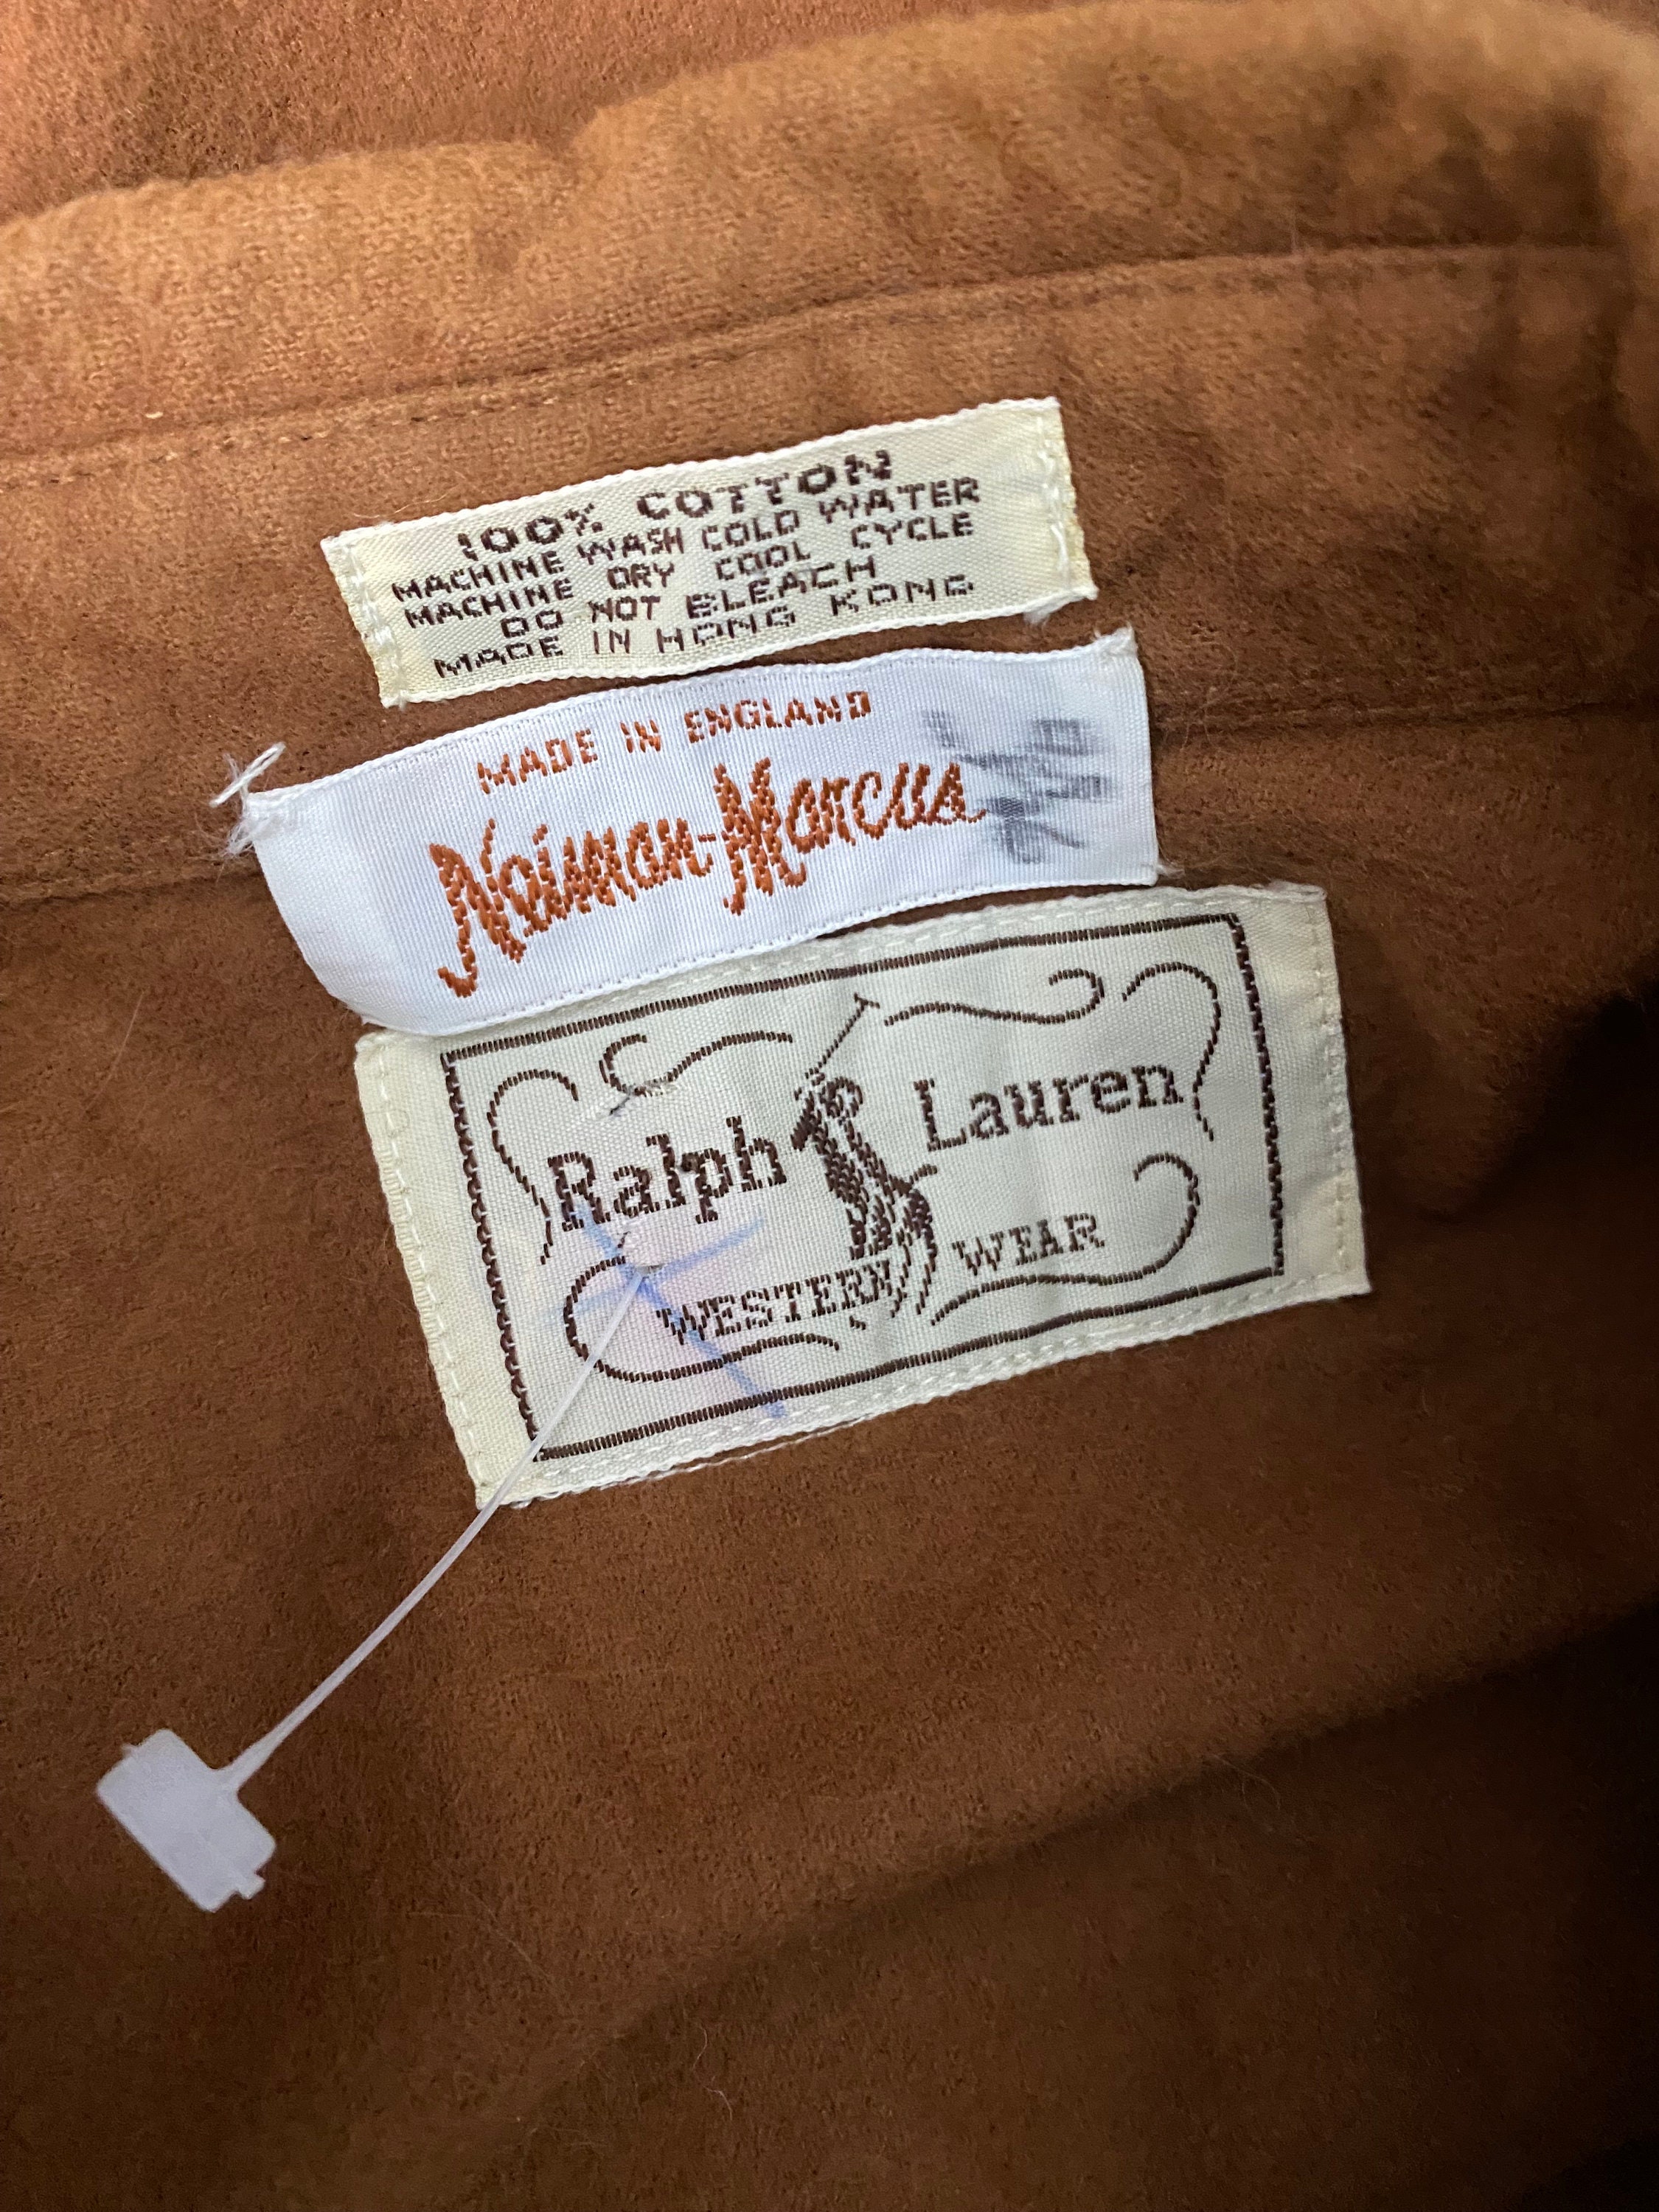 100% COTTON
MACHINE WASH COLD WATER
MACHINE DRY COOL CYCLE
DO NOT BLEACH
MADE IN HONG KONG
MADE IN ENGLAND
Neiman-Marcus
Ralph Lauren
WESTERN WEAR